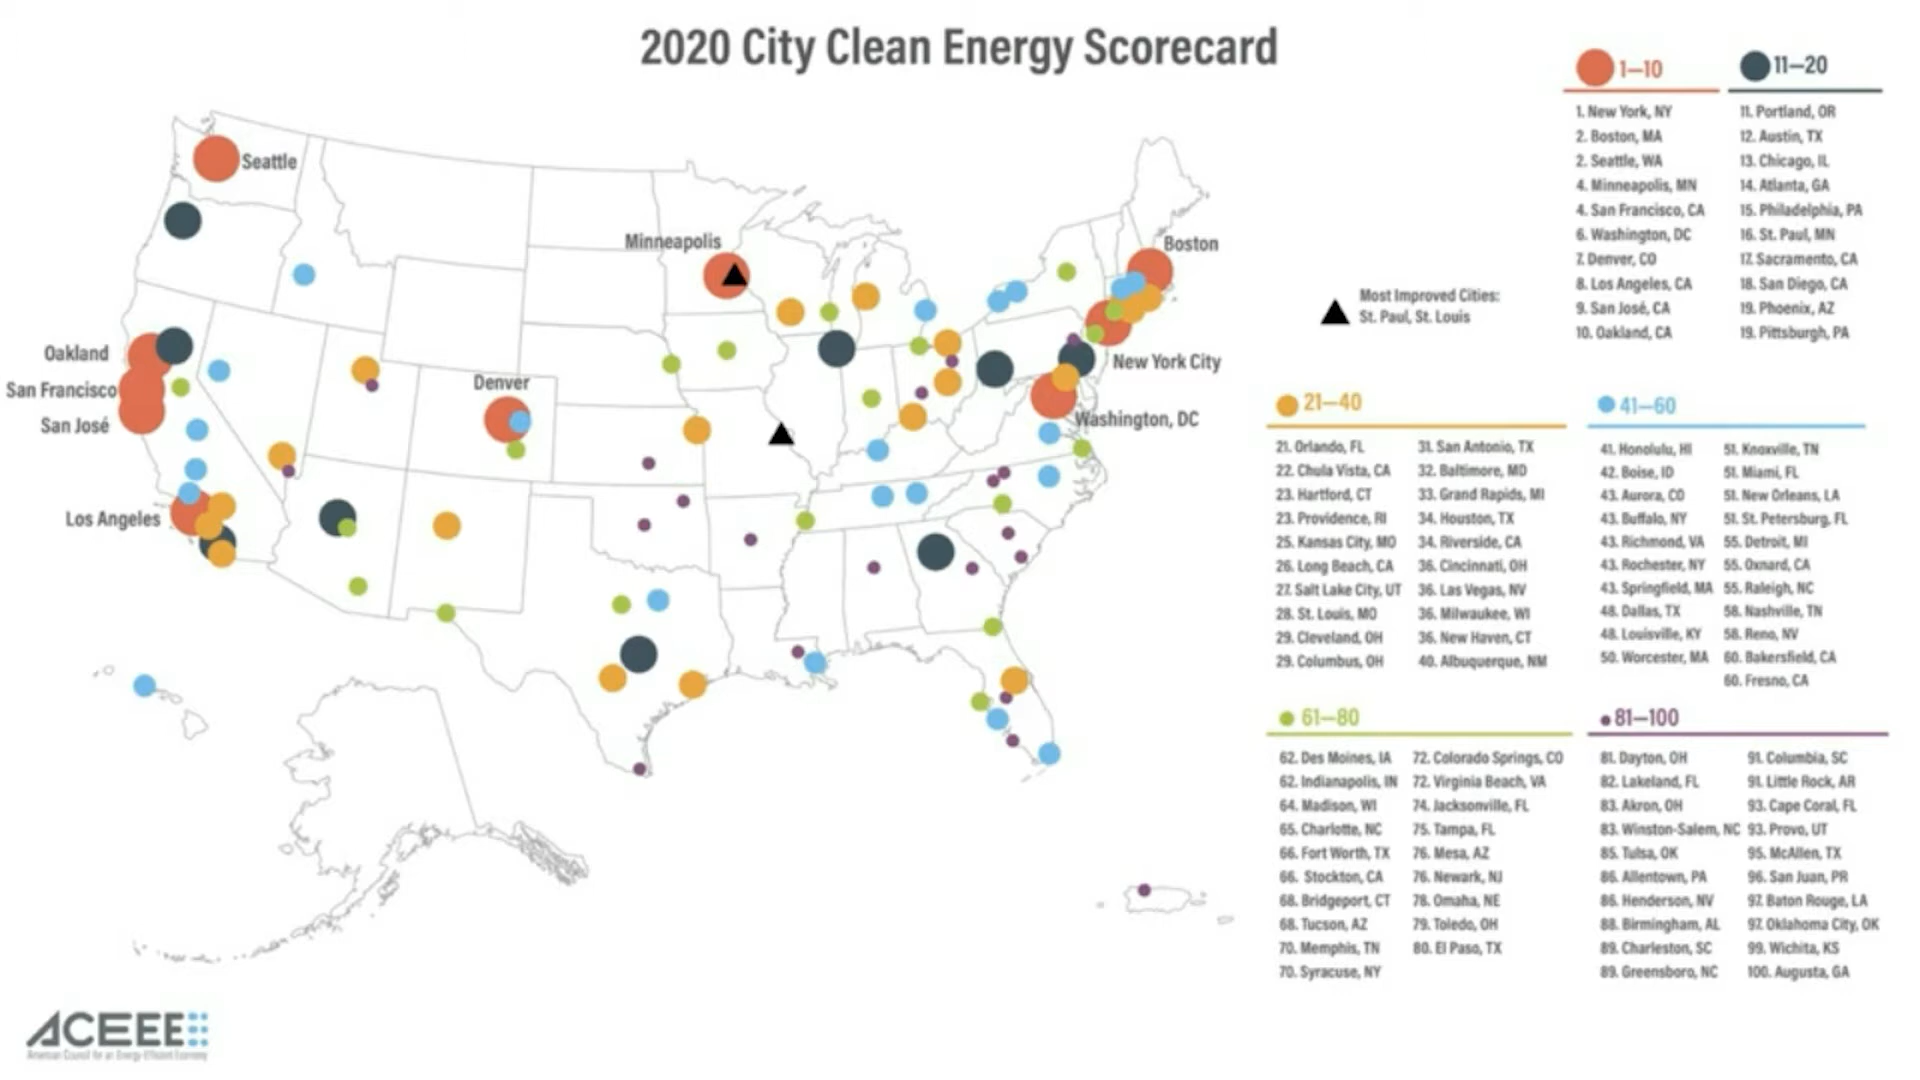 2020 City Clean Energy Scorecard
Seattle
Minneapolis
Boston
Oakland
San Francisco
San José
Denver
New York City
Washington, DC
Los Angeles
Most Improved Cities:
St. Paul, St. Louis
1–10
1. New York, NY
2. Boston, MA
2. Seattle, WA
4. Minneapolis, MN
4. San Francisco, CA
6. Washington, DC
7. Denver, CO
8. Los Angeles, CA
9. San José, CA
10. Oakland, CA
11–20
11. Portland, OR
12. Austin, TX
13. Chicago, IL
14. Atlanta, GA
15. Philadelphia, PA
16. St. Paul, MN
17. Sacramento, CA
18. San Diego, CA
19. Phoenix, AZ
19. Pittsburgh, PA
21–40
21. Orlando, FL
22. Chula Vista, CA
23. Hartford, CT
23. Providence, RI
25. Kansas City, MO
26. Long Beach, CA
27. Salt Lake City, UT
28. St. Louis, MO
29. Cleveland, OH
29. Columbus, OH
31. San Antonio, TX
32. Baltimore, MD
33. Grand Rapids, MI
34. Houston, TX
34. Riverside, CA
36. Cincinnati, OH
36. Las Vegas, NV
36. Milwaukee, WI
36. New Haven, CT
40. Albuquerque, NM
41–60
41. Honolulu, HI
42. Boise, ID
43. Aurora, CO
43. Buffalo, NY
43. Richmond, VA
43. Rochester, NY
43. Springfield, MA
48. Dallas, TX
48. Louisville, KY
50. Worcester, MA
51. Knoxville, TN
51. Miami, FL
51. New Orleans, LA
51. St. Petersburg, FL
55. Detroit, MI
55. Oxnard, CA
55. Raleigh, NC
58. Nashville, TN
58. Reno, NV
60. Bakersfield, CA
60. Fresno, CA
61–80
62. Des Moines, IA
62. Indianapolis, IN
64. Madison, WI
65. Charlotte, NC
66. Fort Worth, TX
66. Stockton, CA
68. Bridgeport, CT
68. Tucson, AZ
70. Memphis, TN
70. Syracuse, NY
72. Colorado Springs, CO
72. Virginia Beach, VA
74. Jacksonville, FL
75. Tampa, FL
76. Mesa, AZ
76. Newark, NJ
78. Omaha, NE
79. Toledo, OH
80. El Paso, TX
81–100
81. Dayton, OH
82. Lakeland, FL
83. Akron, OH
83. Winston-Salem, NC
85. Tulsa, OK
86. Allentown, PA
86. Henderson, NV
88. Birmingham, AL
89. Charleston, SC
89. Greensboro, NC
91. Columbia, SC
91. Little Rock, AR
93. Cape Coral, FL
93. Provo, UT
95. McAllen, TX
96. San Juan, PR
97. Baton Rouge, LA
97. Oklahoma City, OK
99. Wichita, KS
100. Augusta, GA
ACEEE
American Council for an Energy-Efficient Economy